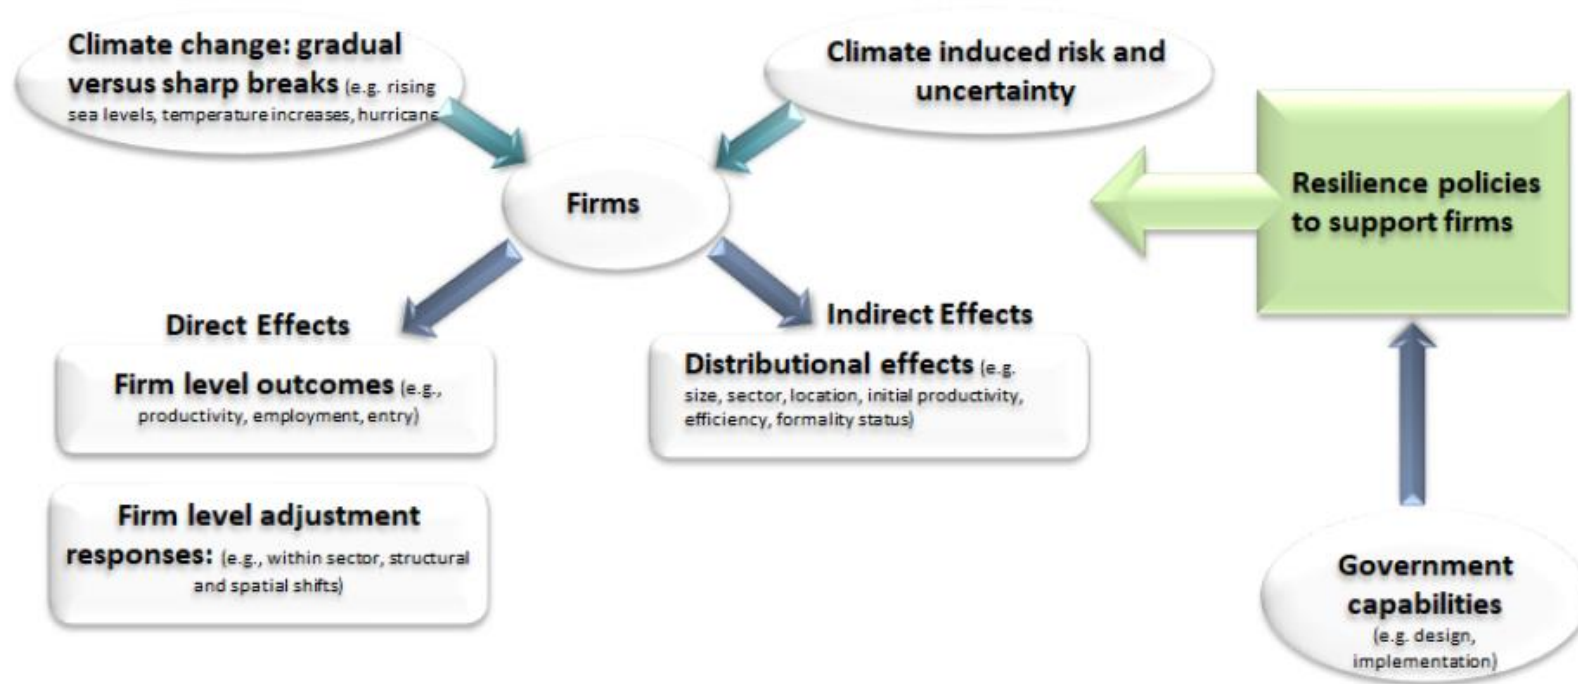 Climate change: gradual
versus sharp breaks (e.g. rising
sea levels, temperature increases, hurricane
Climate induced risk and
uncertainty
Firms
Resilience policies
to support firms
Direct Effects
Firm level outcomes (e.g.,
productivity, employment, entry)
Indirect Effects
Distributional effects (e.g.
size, sector, location, initial productivity,
efficiency, formality status)
Firm level adjustment
responses: (e.g., within sector, structural
and spatial shifts)
Government
capabilities
(e.g. design,
implementation)